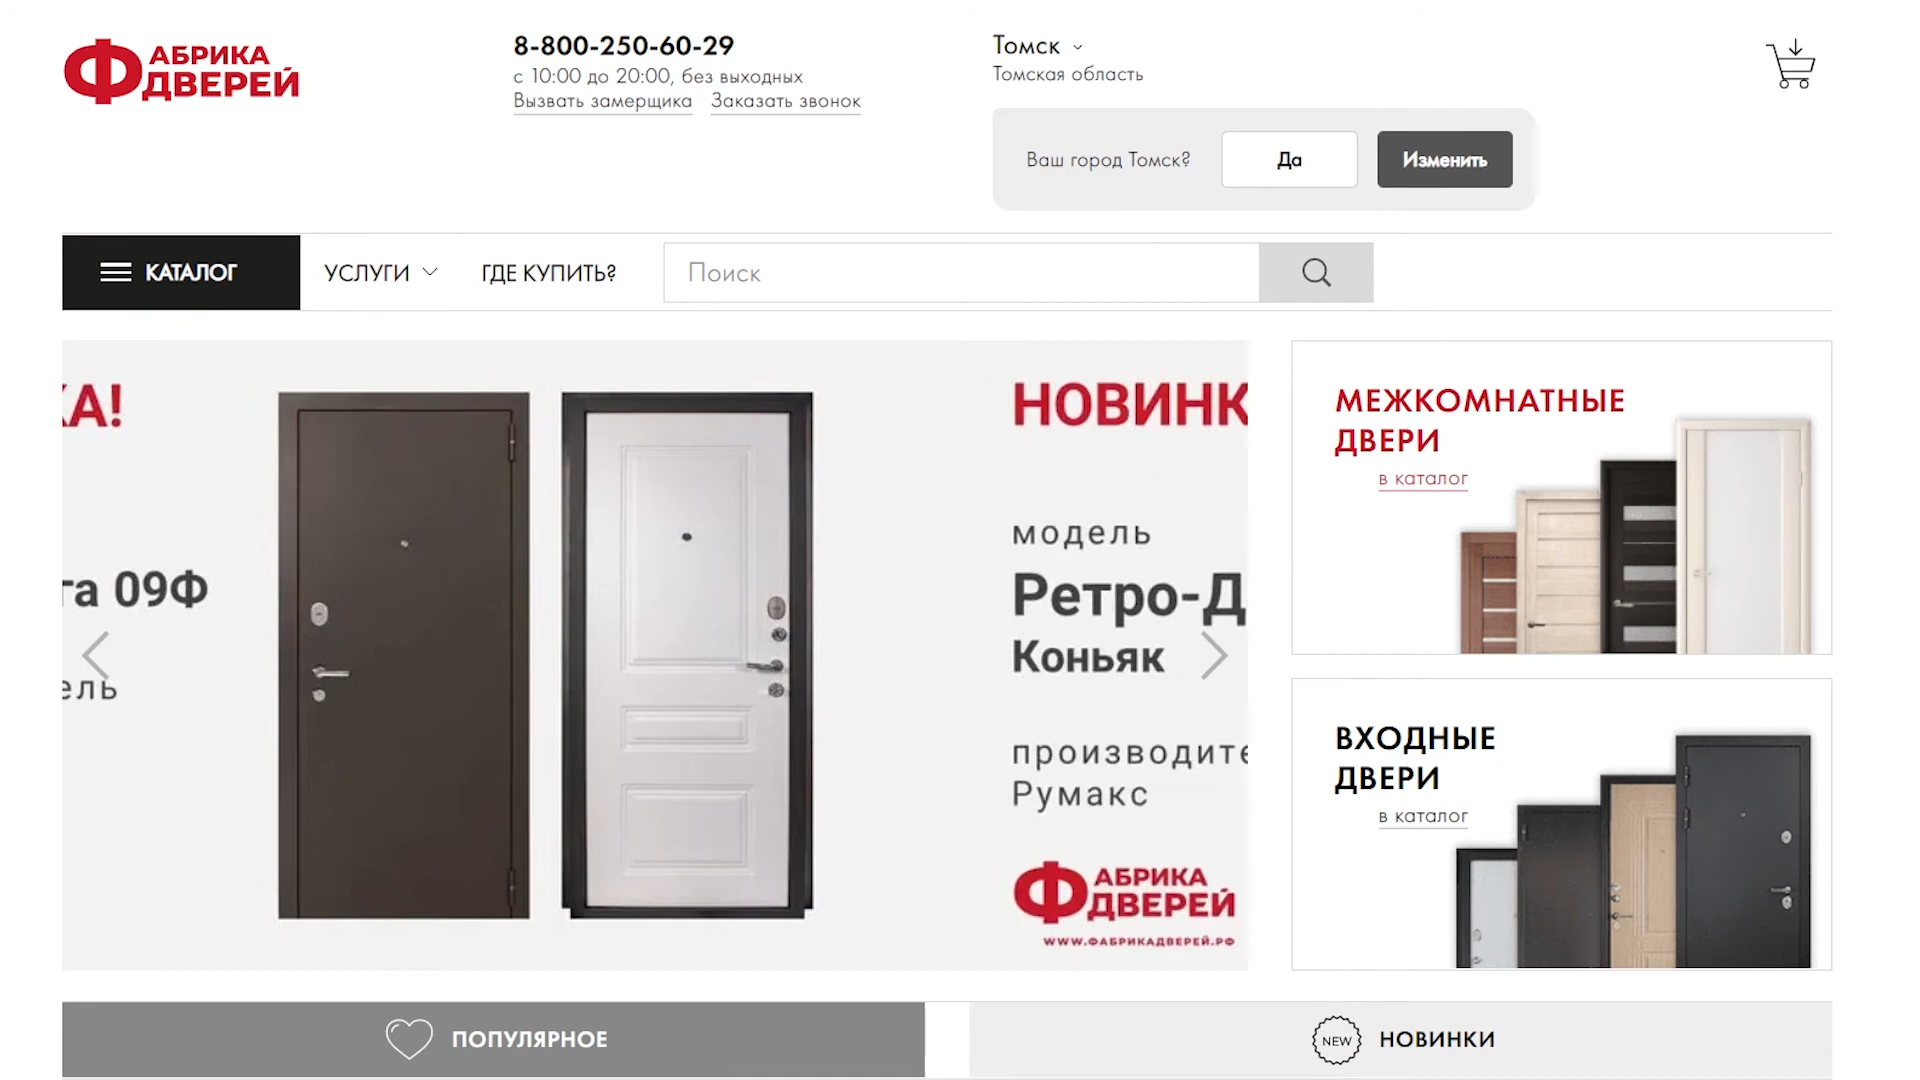 ФАБРИКА
ДВЕРЕЙ
8-800-250-60-29
с 10:00 до 20:00, без выходных
Вызвать замерщика Заказать звонок
Томск
Томская область
Ваш город Томск? Да Изменить
КАТАЛОГ УСЛУГИ ГДЕ КУПИТЬ? Поиск
КА!
га 09Ф
ель
НОВИНК
модель
Ретро-Д
Коньяк
производите
Румакс
ФАБРИКА
ДВЕРЕЙ
WWW.ФАБРИКАДВЕРЕЙ.РФ
МЕЖКОМНАТНЫЕ
ДВЕРИ
в каталог
ВХОДНЫЕ
ДВЕРИ
в каталог
ПОПУЛЯРНОЕ
NEW НОВИНКИ